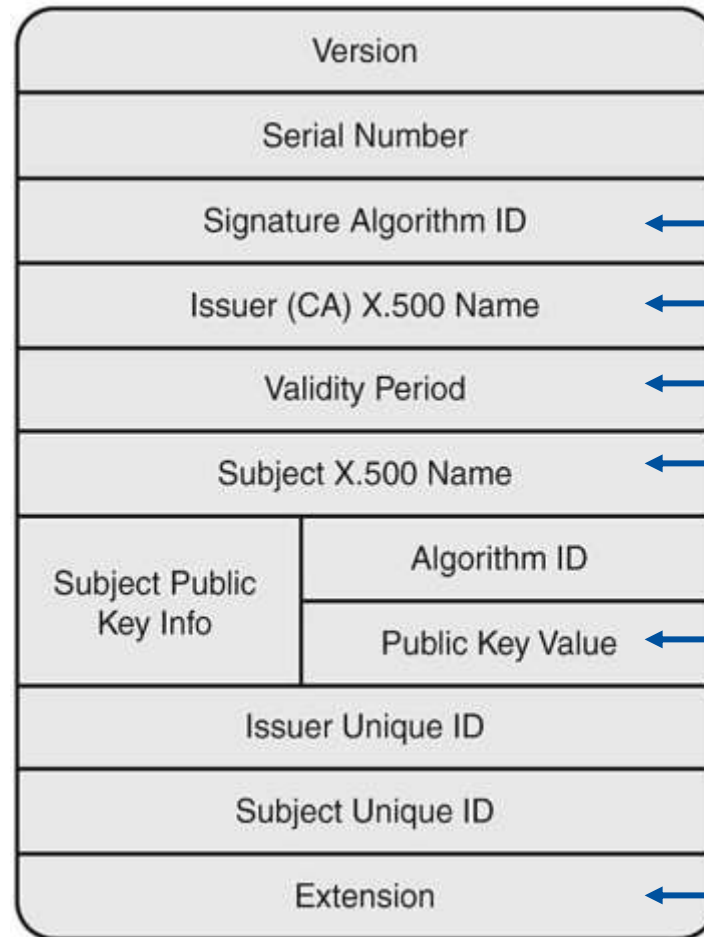 Version
Serial Number
Signature Algorithm ID
Issuer (CA) X.500 Name
Validity Period
Subject X.500 Name
Subject Public
Key Info
Algorithm ID
Public Key Value
Issuer Unique ID
Subject Unique ID
Extension